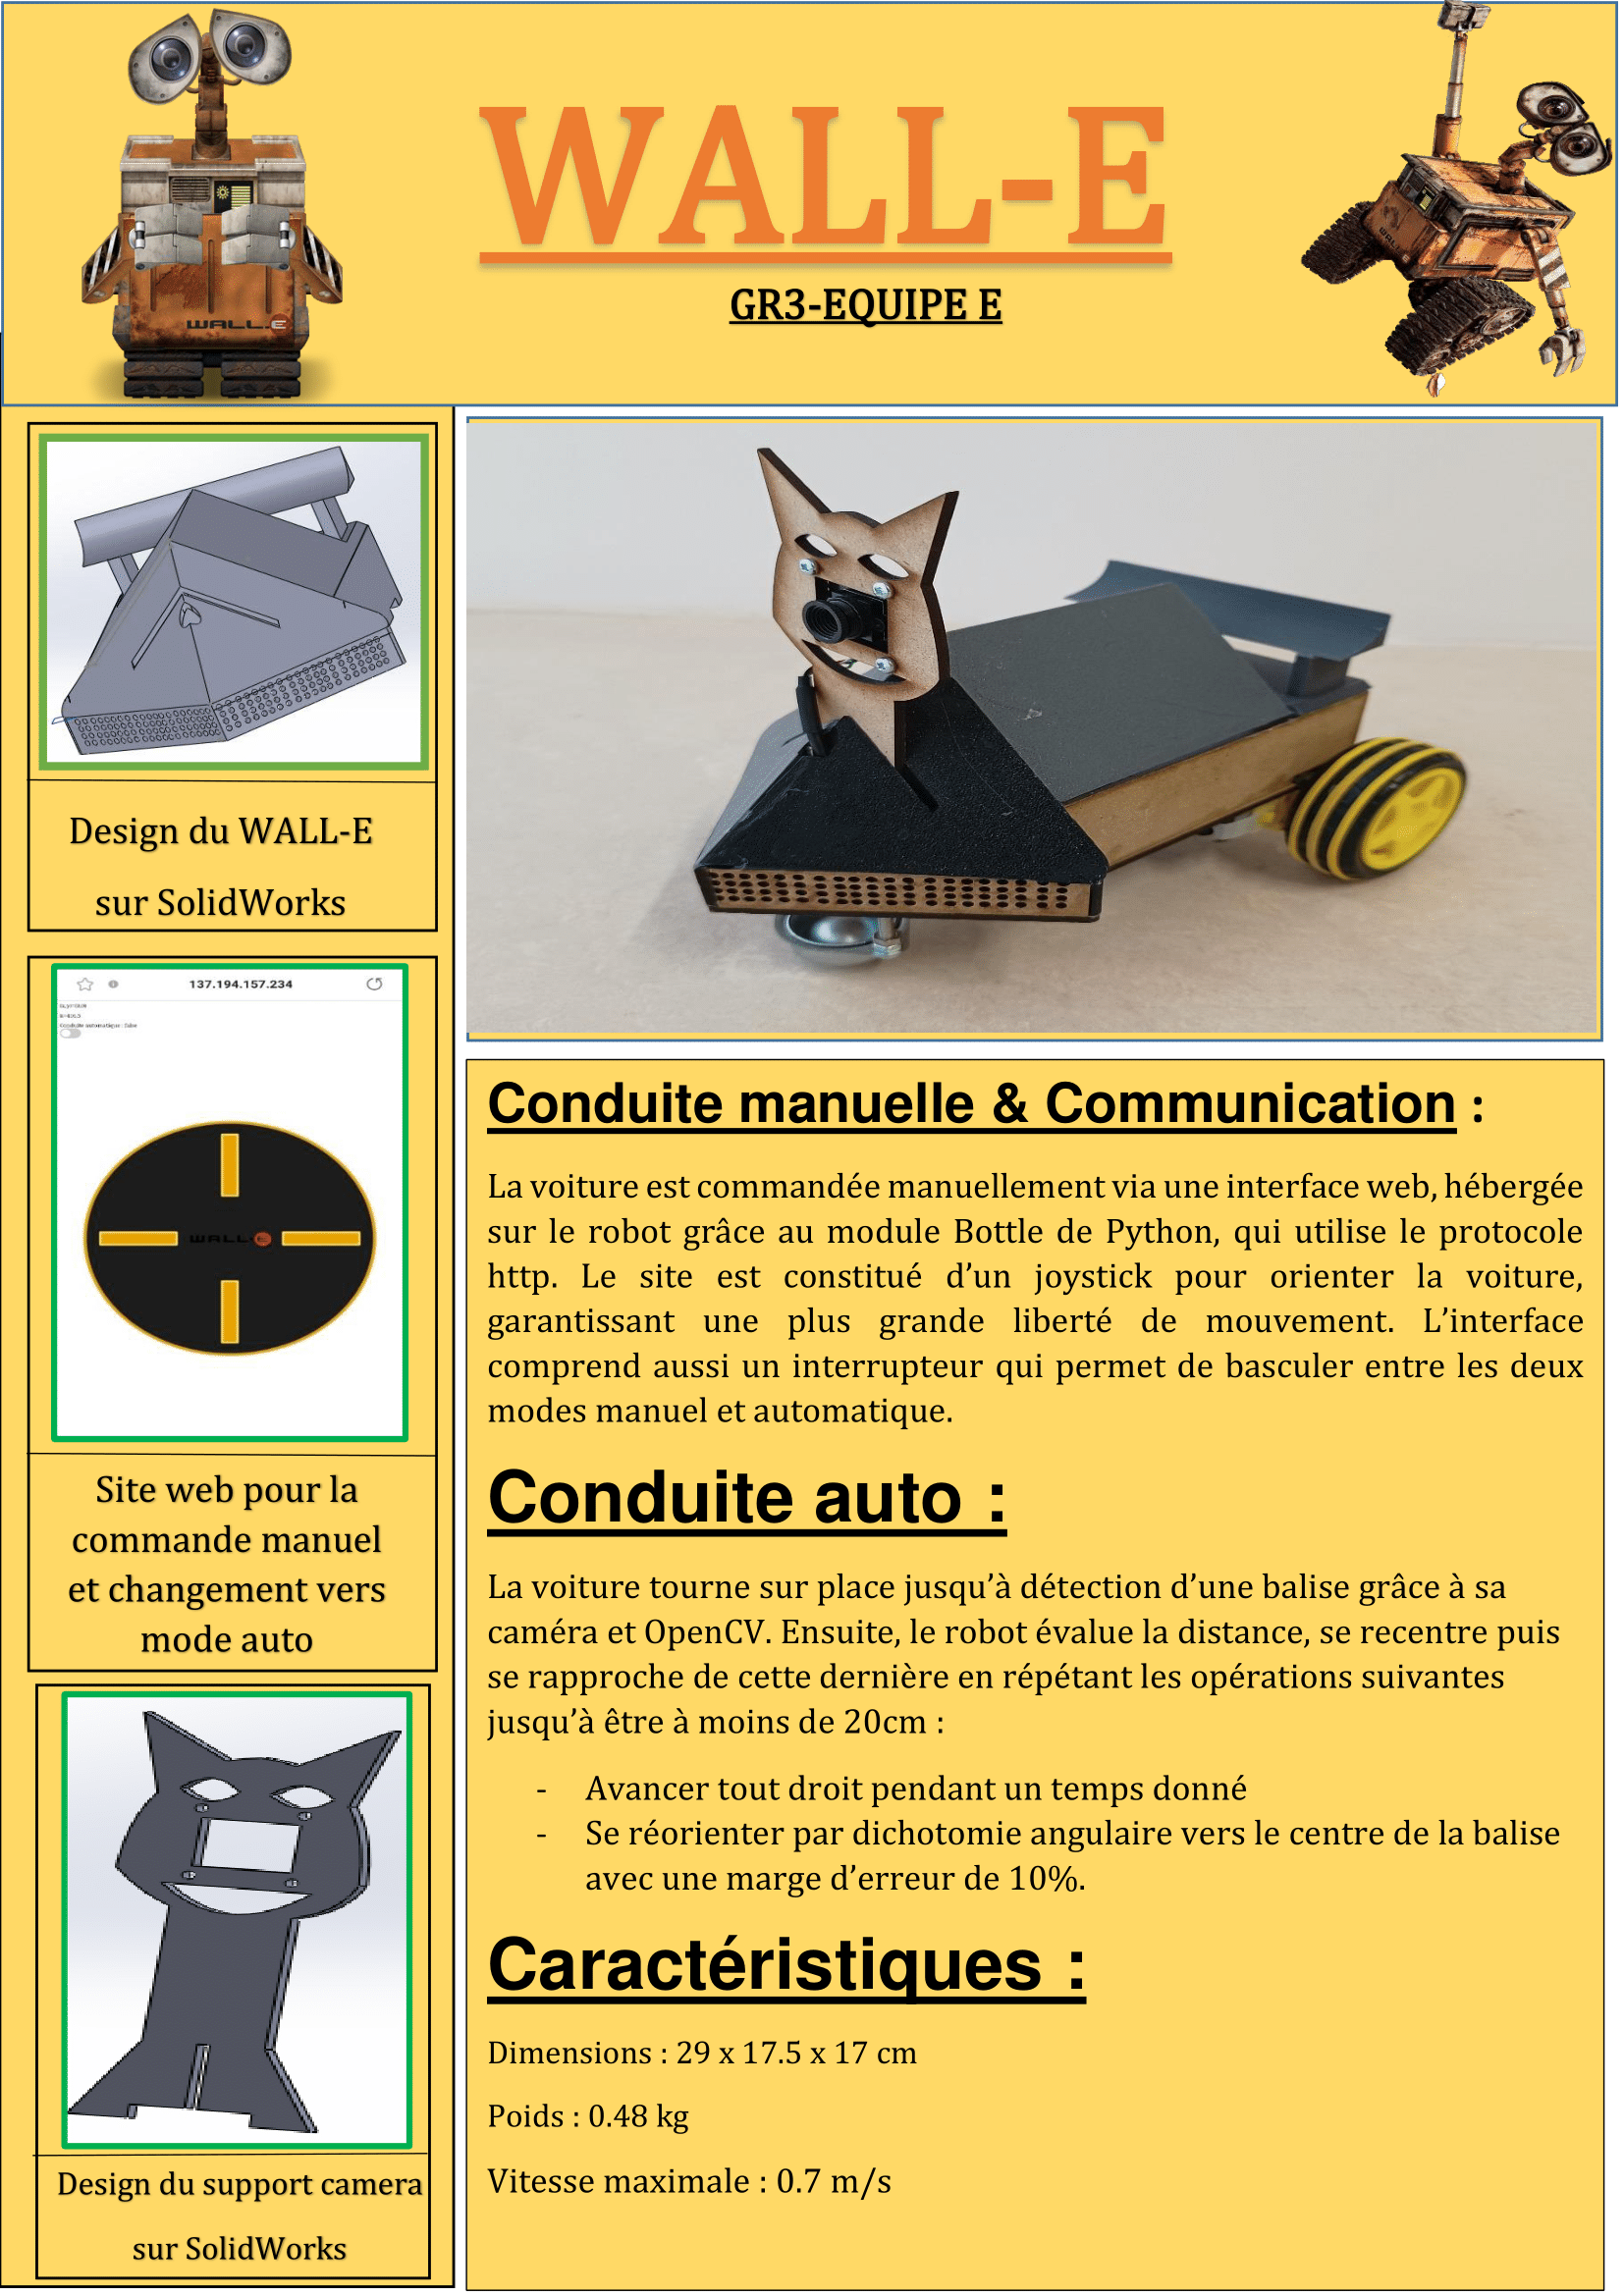 WALL-E
GR3-EQUIPE E
WALL-E
Design du WALL-E
sur SolidWorks
137.194.157.234
Conduite automatique : false
WALL-E
Site web pour la
commande manuel
et changement vers
mode auto
Design du support camera
sur SolidWorks
Conduite manuelle & Communication :
La voiture est commandée manuellement via une interface web, hébergée
sur le robot grâce au module Bottle de Python, qui utilise le protocole
http. Le site est constitué d’un joystick pour orienter la voiture,
garantissant une plus grande liberté de mouvement. L’interface
comprend aussi un interrupteur qui permet de basculer entre les deux
modes manuel et automatique.
Conduite auto :
La voiture tourne sur place jusqu’à détection d’une balise grâce à sa
caméra et OpenCV. Ensuite, le robot évalue la distance, se recentre puis
se rapproche de cette dernière en répétant les opérations suivantes
jusqu’à être à moins de 20cm :
- Avancer tout droit pendant un temps donné
- Se réorienter par dichotomie angulaire vers le centre de la balise
avec une marge d’erreur de 10%.
Caractéristiques :
Dimensions : 29 x 17.5 x 17 cm
Poids : 0.48 kg
Vitesse maximale : 0.7 m/s